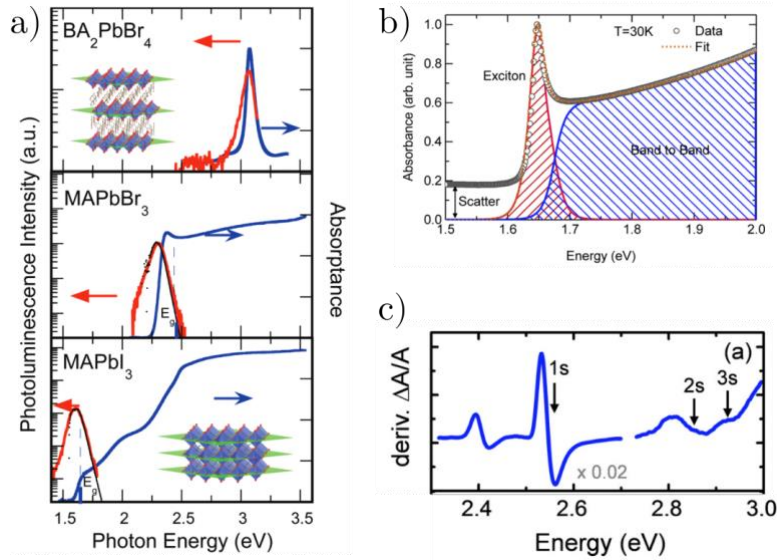 a)
BA₂PbBr₄
MAPbBr₃
E_g
MAPbI₃
E_g
Photoluminescence Intensity (a.u.)
Absorptance
1.5 2 2.5 3 3.5
Photon Energy (eV)
b)
T=30K
Data
Fit
Exciton
Band to Band
Scatter
Absorbance (arb. unit)
1.0
0.8
0.6
0.4
0.2
0.0
1.5 1.6 1.7 1.8 1.9 2.0
Energy (eV)
c)
(a)
1s
2s
3s
x 0.02
deriv. ΔA/A
2.4 2.6 2.8 3.0
Energy (eV)